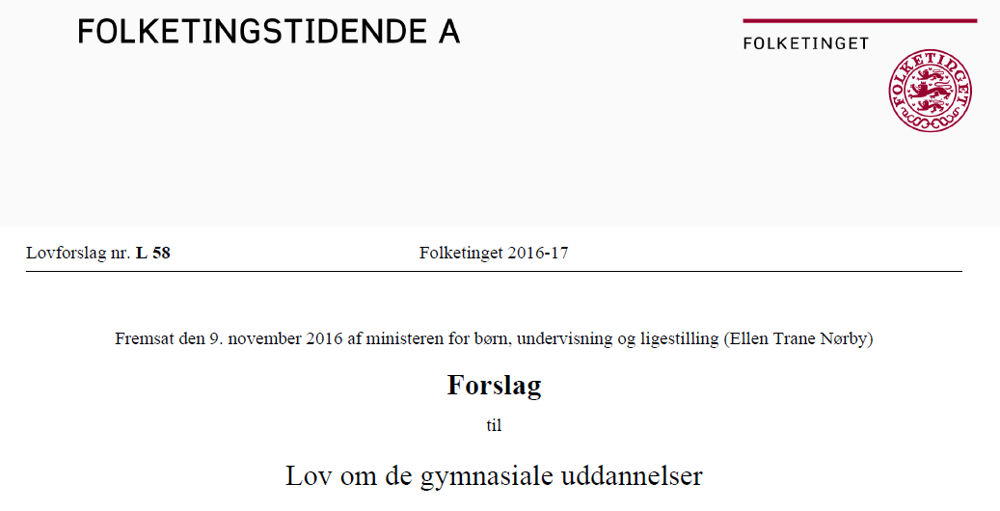 FOLKETINGSTIDENDE A
FOLKETINGET
FOLKETINGET
Lovforslag nr. L 58
Folketinget 2016-17
Fremsat den 9. november 2016 af ministeren for børn, undervisning og ligestilling (Ellen Trane Nørby)
Forslag
til
Lov om de gymnasiale uddannelser